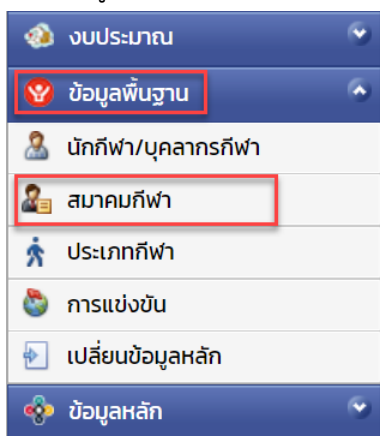 งบประมาณ
ข้อมูลพื้นฐาน
นักกีฬา/บุคลากรกีฬา
สมาคมกีฬา
ประเภทกีฬา
การแข่งขัน
เปลี่ยนข้อมูลหลัก
ข้อมูลหลัก